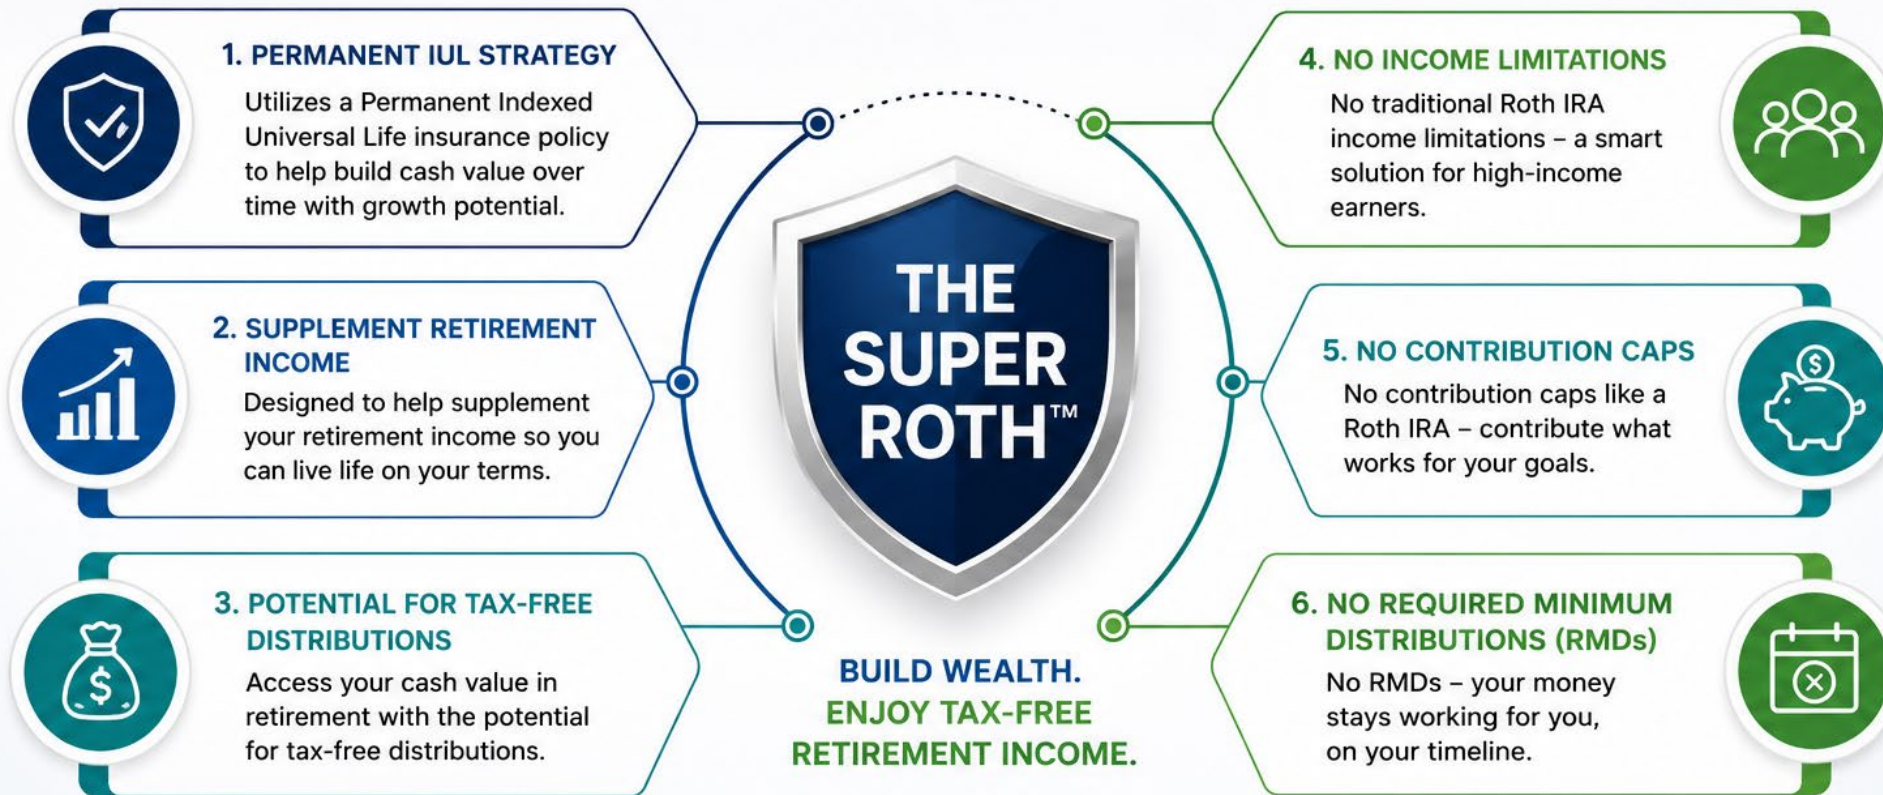 1. PERMANENT IUL STRATEGY
Utilizes a Permanent Indexed
Universal Life insurance policy
to help build cash value over
time with growth potential.
2. SUPPLEMENT RETIREMENT
INCOME
Designed to help supplement
your retirement income so you
can live life on your terms.
3. POTENTIAL FOR TAX-FREE
DISTRIBUTIONS
Access your cash value in
retirement with the potential
for tax-free distributions.
THE
SUPER
ROTH™
BUILD WEALTH.
ENJOY TAX-FREE
RETIREMENT INCOME.
4. NO INCOME LIMITATIONS
No traditional Roth IRA
income limitations – a smart
solution for high-income
earners.
5. NO CONTRIBUTION CAPS
No contribution caps like a
Roth IRA – contribute what
works for your goals.
6. NO REQUIRED MINIMUM
DISTRIBUTIONS (RMDs)
No RMDs – your money
stays working for you,
on your timeline.
$
$